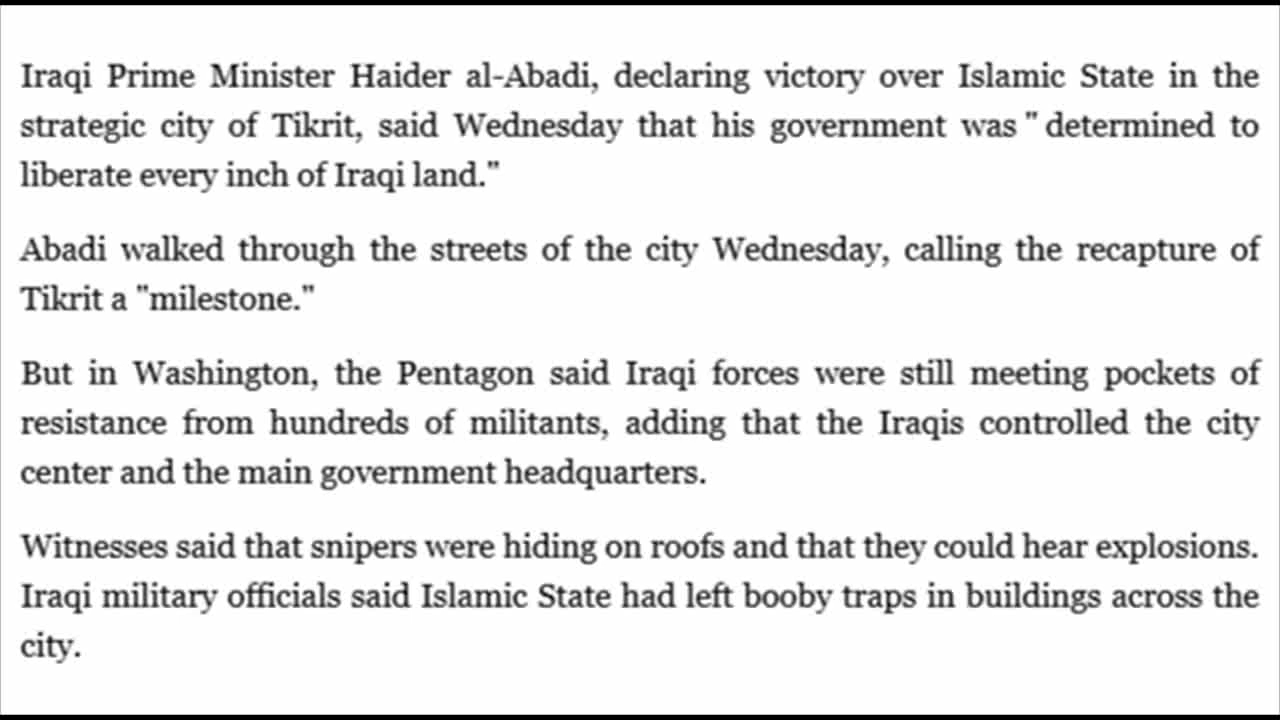 Iraqi Prime Minister Haider al-Abadi, declaring victory over Islamic State in the
strategic city of Tikrit, said Wednesday that his government was " determined to
liberate every inch of Iraqi land."
Abadi walked through the streets of the city Wednesday, calling the recapture of
Tikrit a "milestone."
But in Washington, the Pentagon said Iraqi forces were still meeting pockets of
resistance from hundreds of militants, adding that the Iraqis controlled the city
center and the main government headquarters.
Witnesses said that snipers were hiding on roofs and that they could hear explosions.
Iraqi military officials said Islamic State had left booby traps in buildings across the
city.